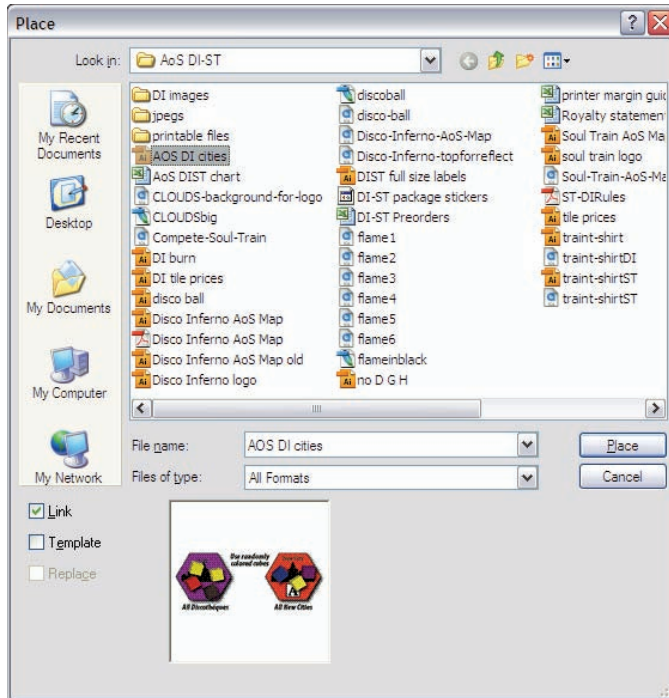 Place
Look in:
AoS DI-ST
My Recent
Documents
Desktop
My Documents
My Computer
My Network
DI images
jpegs
printable files
AOS DI cities
AoS DIST chart
CLOUDS-background-for-logo
CLOUDSbig
Compete-Soul-Train
DI burn
DI tile prices
disco ball
Disco Inferno AoS Map
Disco Inferno AoS Map
Disco Inferno AoS Map old
Disco Inferno logo
discoball
disco-ball
Disco-Inferno-AoS-Map
Disco-Inferno-topforreflect
DIST full size labels
DI-ST package stickers
DI-ST Preorders
flame1
flame2
flame3
flame4
flame5
flame6
flameinblack
no D G H
printer margin guid
Royalty statemen
Soul Train AoS Ma
soul train logo
Soul-Train-AoS-Ma
ST-DIRules
tile prices
traint-shirt
traint-shirtDI
traint-shirtST
traint-shirtST
File name:
AOS DI cities
Place
Files of type:
All Formats
Cancel
Link
Template
Replace
Use randomly
colored cubes
All Discothèques
All New Cities